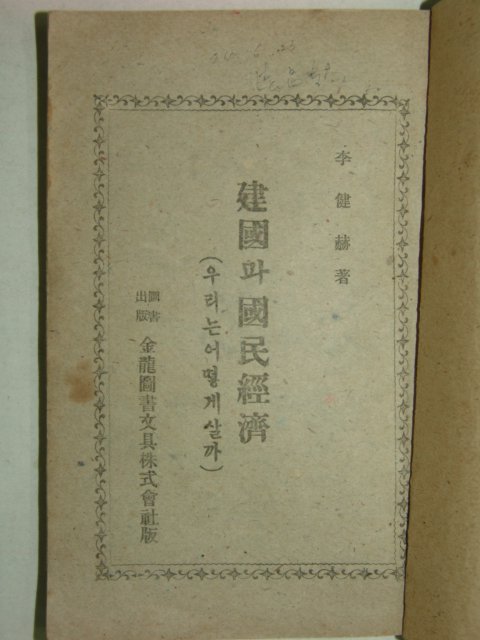 李健赫著
建國과國民經濟
(우리는어떻게살까)
圖書出版
金龍圖書文具株式會社版